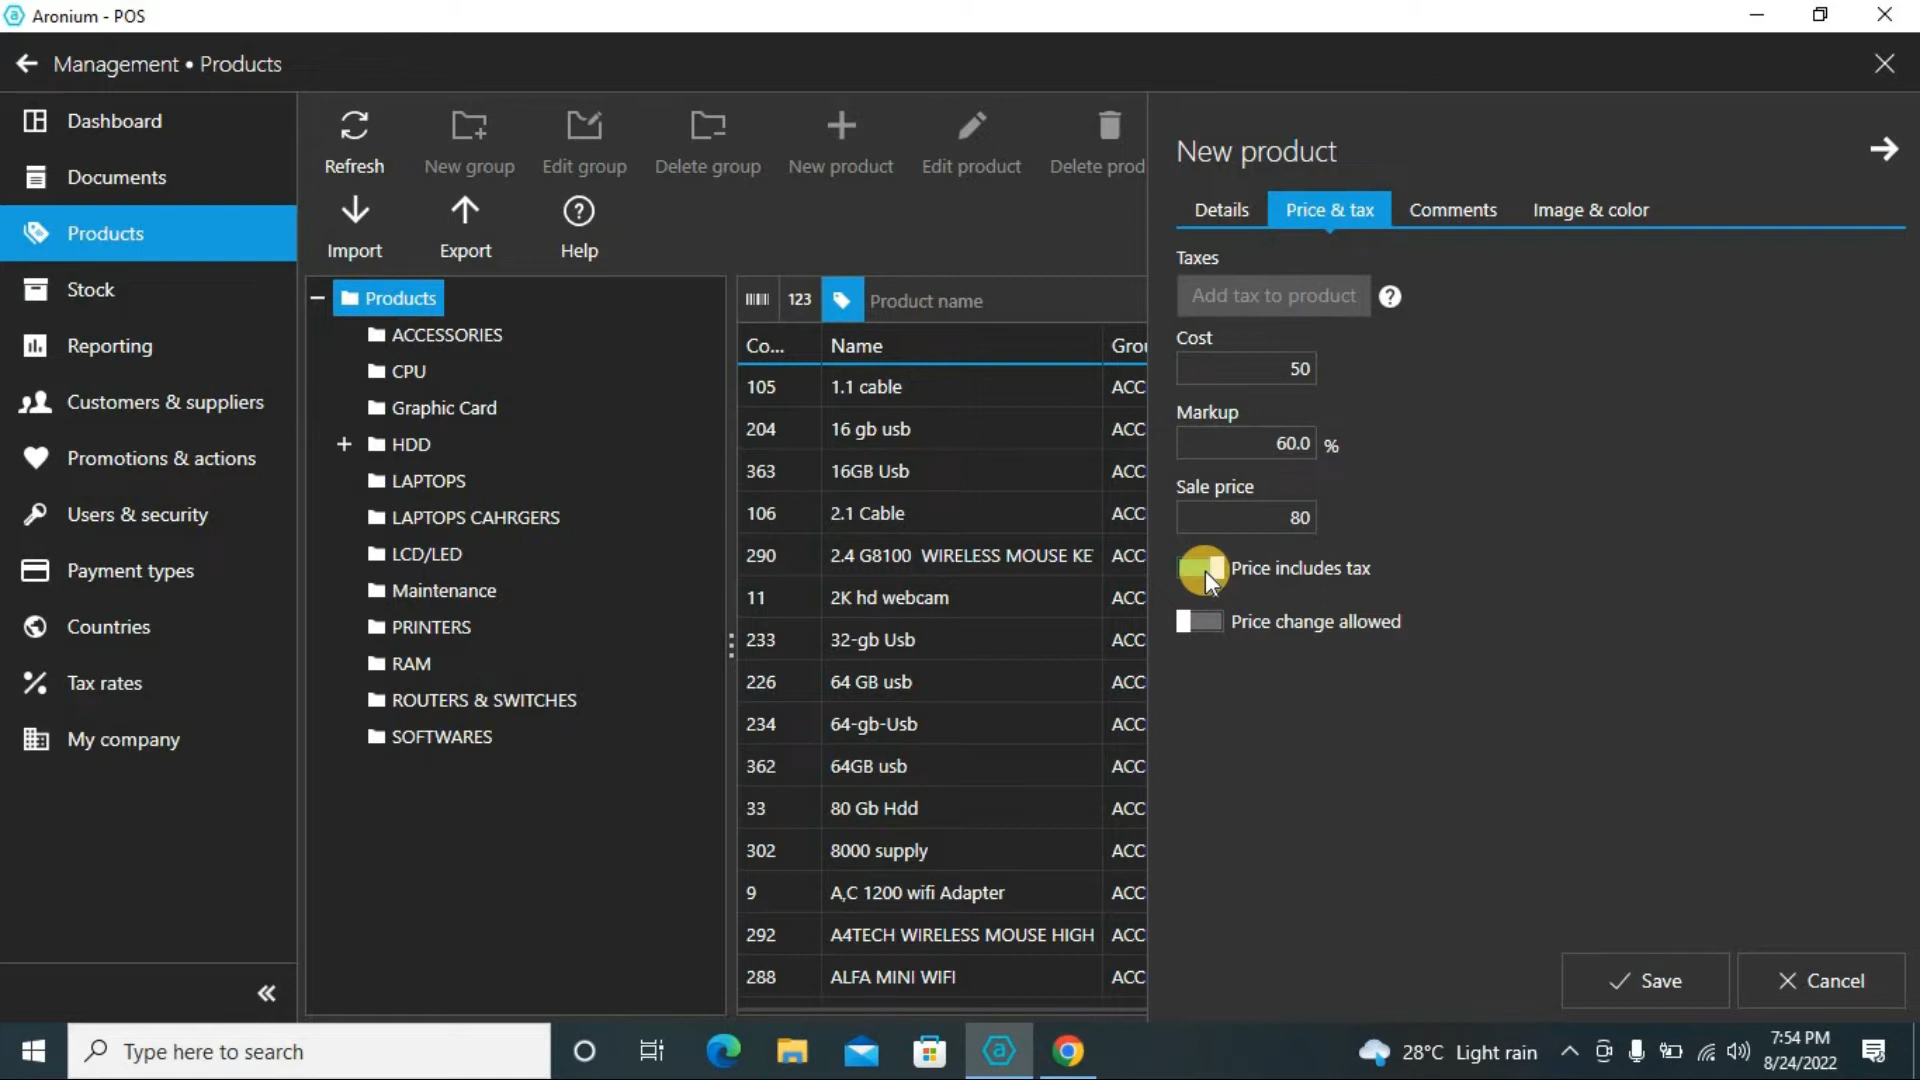 Aronium - POS
Management • Products
Dashboard
Documents
Products
Stock
Reporting
Customers & suppliers
Promotions & actions
Users & security
Payment types
Countries
Tax rates
My company
Refresh
New group
Edit group
Delete group
New product
Edit product
Delete prod
Import
Export
Help
Products
ACCESSORIES
CPU
Graphic Card
HDD
LAPTOPS
LAPTOPS CAHRGERS
LCD/LED
Maintenance
PRINTERS
RAM
ROUTERS & SWITCHES
SOFTWARES
123 Product name
Co... Name Grou
105 1.1 cable ACC
204 16 gb usb ACC
363 16GB Usb ACC
106 2.1 Cable ACC
290 2.4 G8100 WIRELESS MOUSE KE ACC
11 2K hd webcam ACC
233 32-gb Usb ACC
226 64 GB usb ACC
234 64-gb-Usb ACC
362 64GB usb ACC
33 80 Gb Hdd ACC
302 8000 supply ACC
9 A,C 1200 wifi Adapter ACC
292 A4TECH WIRELESS MOUSE HIGH ACC
288 ALFA MINI WIFI ACC
New product
Details Price & tax Comments Image & color
Taxes
Add tax to product ?
Cost
50
Markup
60.0 %
Sale price
80
Price includes tax
Price change allowed
Save Cancel
Type here to search
28°C Light rain
7:54 PM
8/24/2022